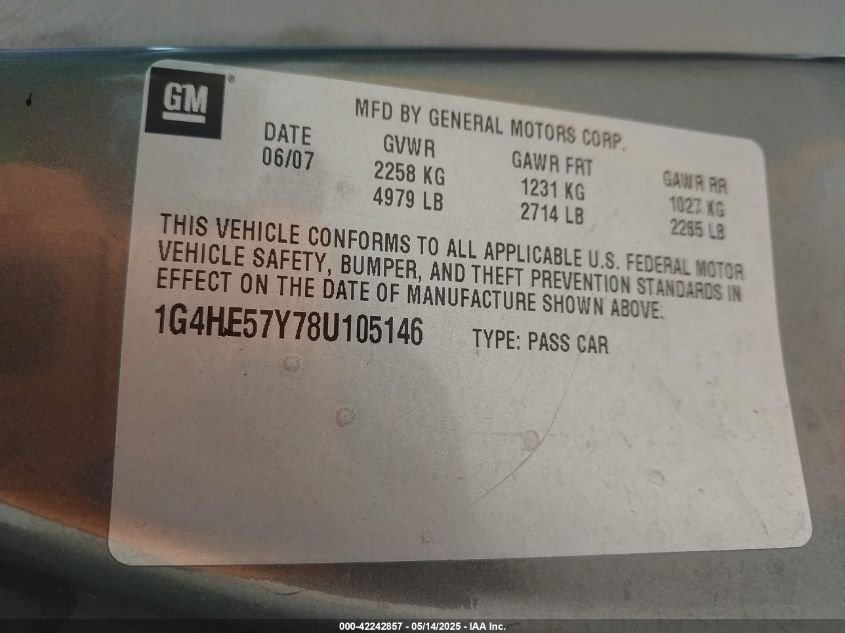 GM ®
MFD BY GENERAL MOTORS CORP.
DATE GVWR GAWR FRT GAWR RR
06/07 2258 KG 1231 KG 1027 KG
4979 LB 2714 LB 2265 LB
THIS VEHICLE CONFORMS TO ALL APPLICABLE U.S. FEDERAL MOTOR
VEHICLE SAFETY, BUMPER, AND THEFT PREVENTION STANDARDS IN
EFFECT ON THE DATE OF MANUFACTURE SHOWN ABOVE.
1G4HE57Y78U105146 TYPE: PASS CAR
000-42242857 - 05/14/2025 - IAA Inc.